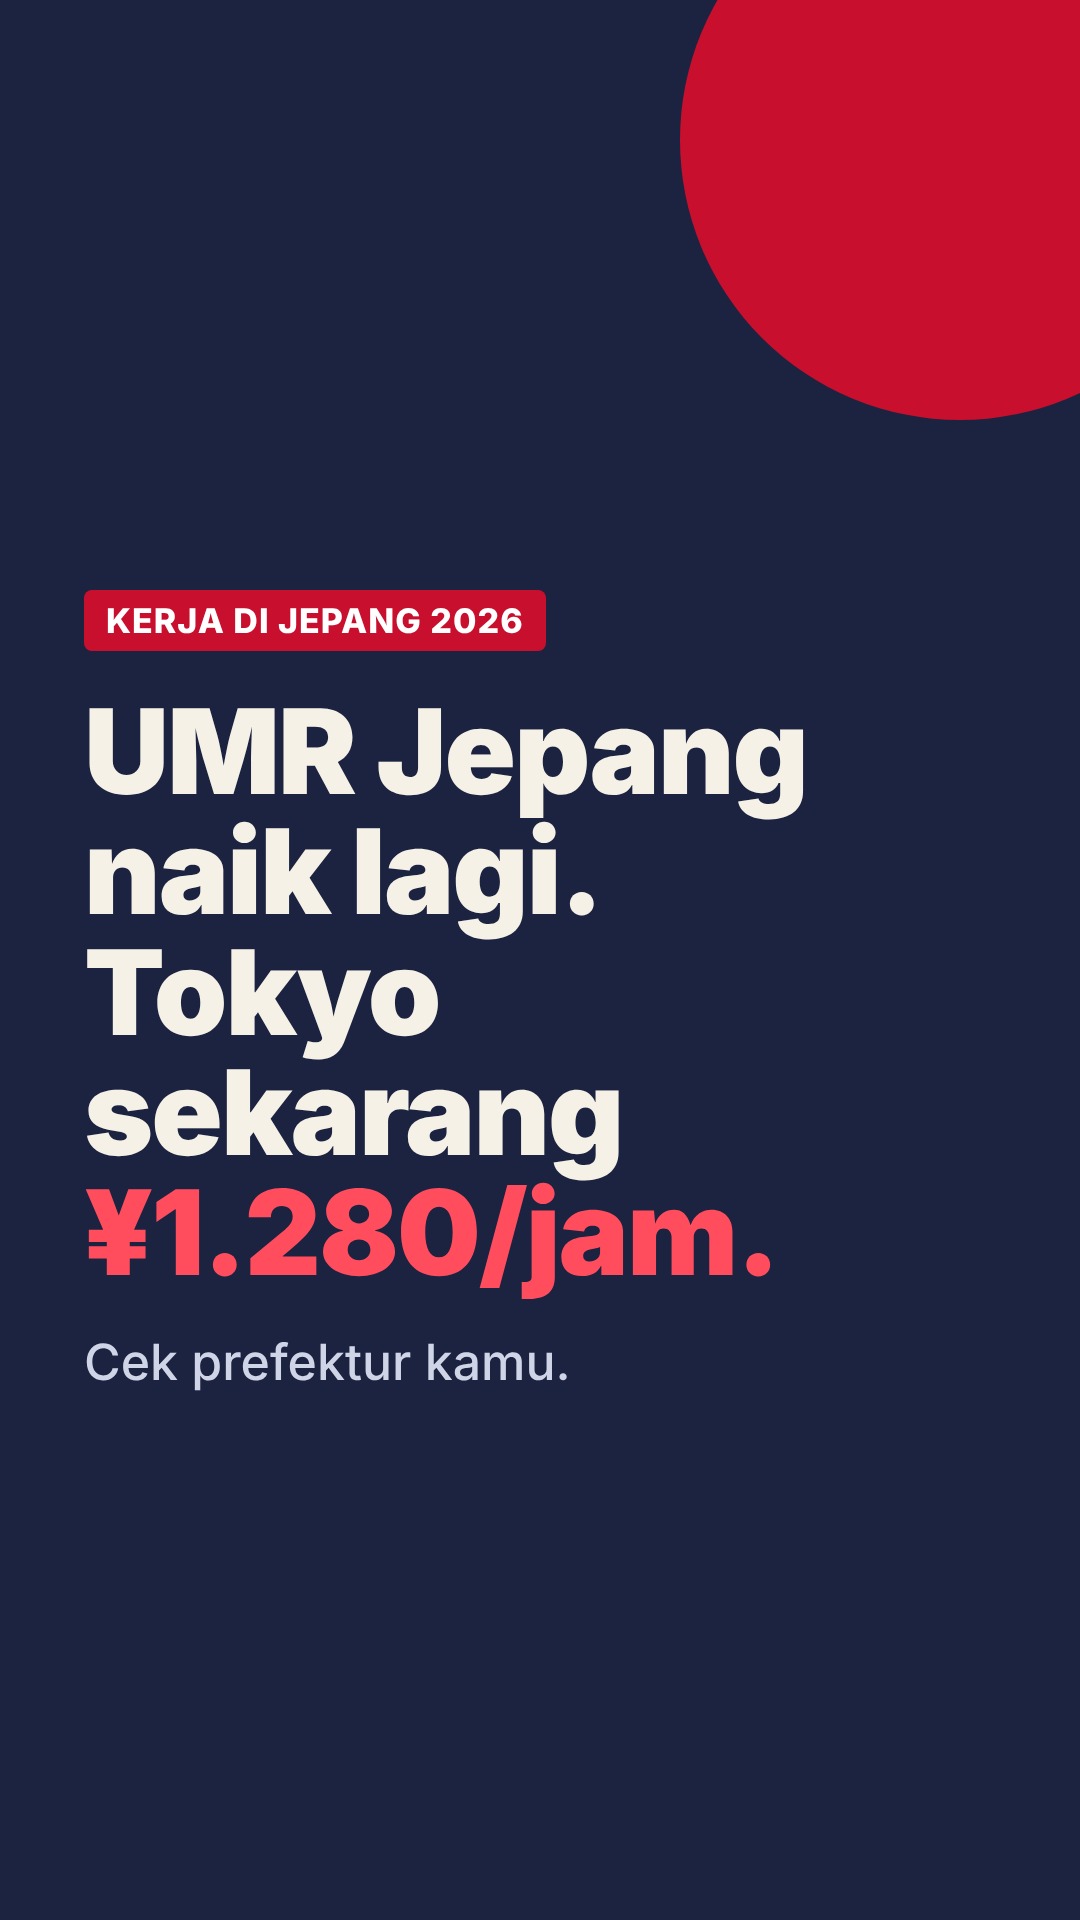 KERJA DI JEPANG 2026
UMR Jepang
naik lagi.
Tokyo
sekarang
¥1.280/jam.
Cek prefektur kamu.